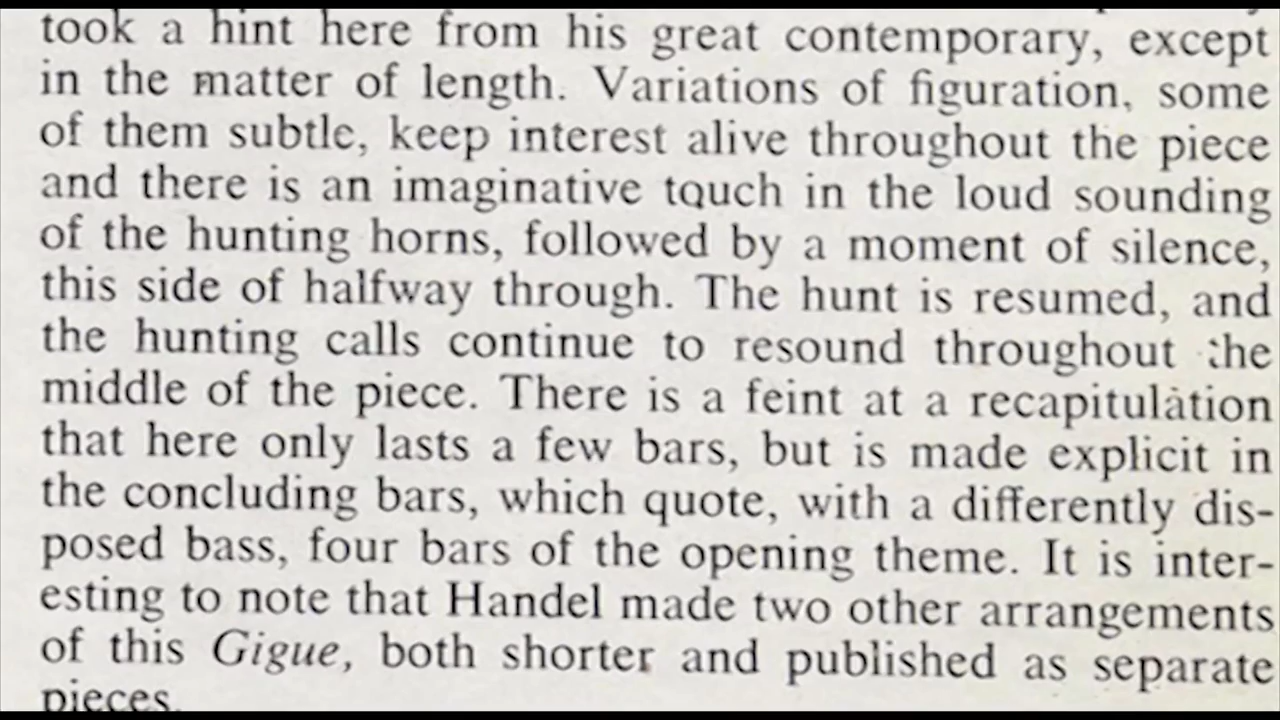 took a hint here from his great contemporary, except
in the matter of length. Variations of figuration, some
of them subtle, keep interest alive throughout the piece
and there is an imaginative touch in the loud sounding
of the hunting horns, followed by a moment of silence,
this side of halfway through. The hunt is resumed, and
the hunting calls continue to resound throughout the
middle of the piece. There is a feint at a recapitulation
that here only lasts a few bars, but is made explicit in
the concluding bars, which quote, with a differently dis-
posed bass, four bars of the opening theme. It is inter-
esting to note that Handel made two other arrangements
of this Gigue, both shorter and published as separate
pieces.